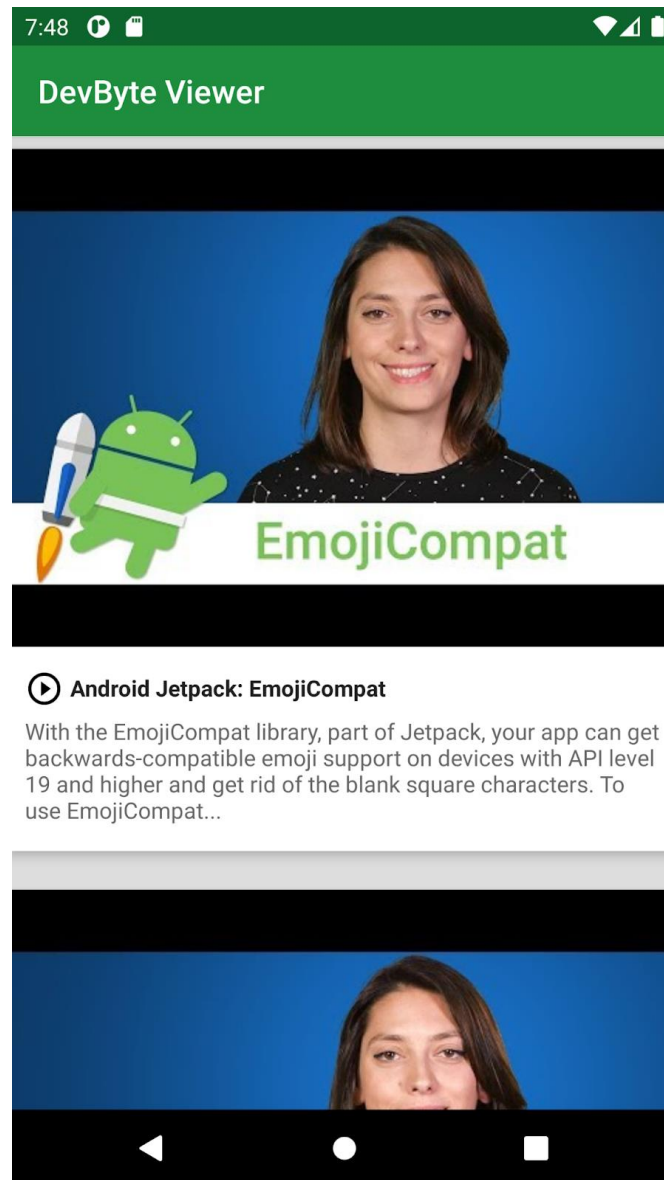 7:48
DevByte Viewer
EmojiCompat
Android Jetpack: EmojiCompat
With the EmojiCompat library, part of Jetpack, your app can get
backwards-compatible emoji support on devices with API level
19 and higher and get rid of the blank square characters. To
use EmojiCompat...